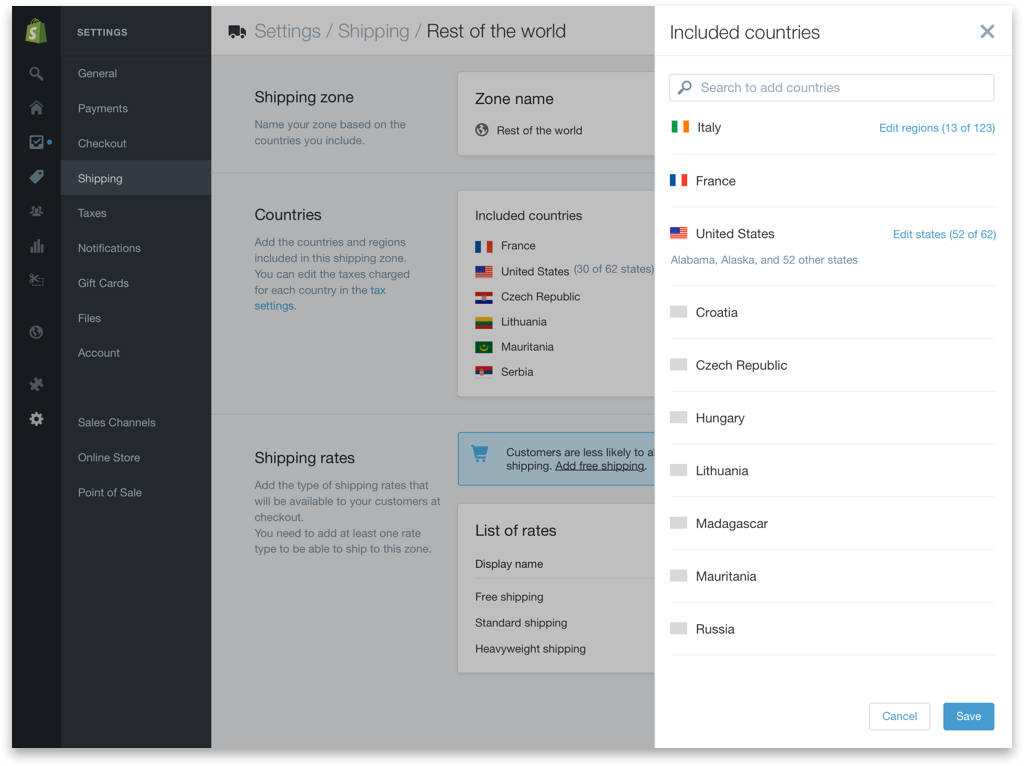 SETTINGS
General
Payments
Checkout
Shipping
Taxes
Notifications
Gift Cards
Files
Account
Sales Channels
Online Store
Point of Sale
Settings / Shipping / Rest of the world
Shipping zone
Name your zone based on the
countries you include.
Zone name
Rest of the world
Countries
Add the countries and regions
included in this shipping zone.
You can edit the taxes charged
for each country in the tax
settings.
Included countries
France
United States (30 of 62 states)
Czech Republic
Lithuania
Mauritania
Serbia
Shipping rates
Add the type of shipping rates that
will be available to your customers at
checkout.
You need to add at least one rate
type to be able to ship to this zone.
Customers are less likely to a
shipping. Add free shipping.
List of rates
Display name
Free shipping
Standard shipping
Heavyweight shipping
Included countries
Search to add countries
Italy Edit regions (13 of 123)
France
United States Edit states (52 of 62)
Alabama, Alaska, and 52 other states
Croatia
Czech Republic
Hungary
Lithuania
Madagascar
Mauritania
Russia
Cancel Save